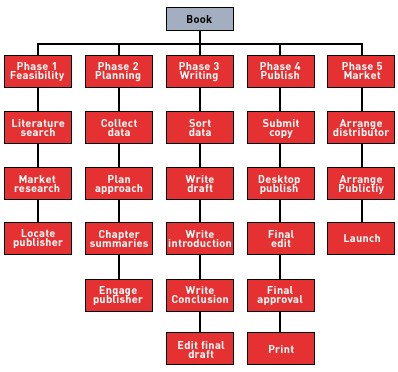 Book
Phase 1
Feasibility
Literature
search
Market
research
Locate
publisher
Phase 2
Planning
Collect
data
Plan
approach
Chapter
summaries
Engage
publisher
Phase 3
Writing
Sort
data
Write
draft
Write
introduction
Write
Conclusion
Edit final
draft
Phase 4
Publish
Submit
copy
Desktop
publish
Final
edit
Final
approval
Print
Phase 5
Market
Arrange
distributor
Arrange
Publictiy
Launch